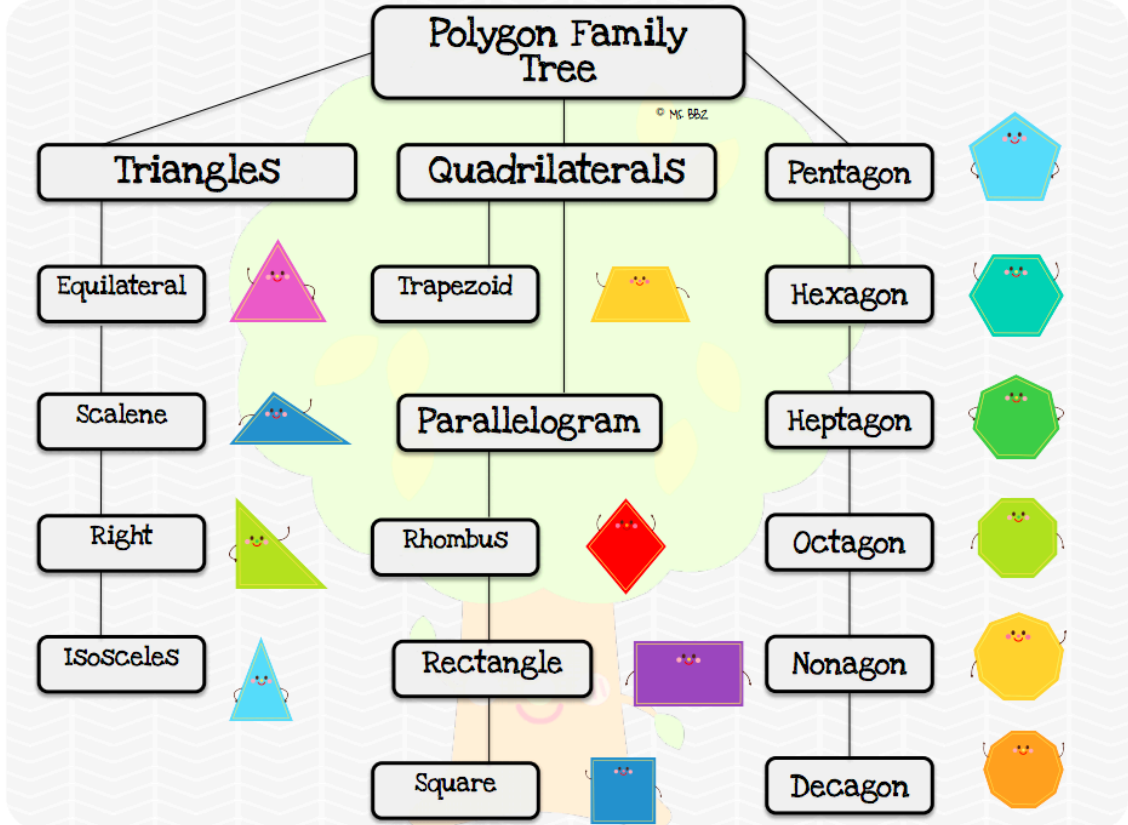 Polygon Family
Tree
© Mr. BBZ
Triangles
Quadrilaterals
Pentagon
Equilateral
Trapezoid
Hexagon
Scalene
Parallelogram
Heptagon
Right
Rhombus
Octagon
Isosceles
Rectangle
Nonagon
Square
Decagon